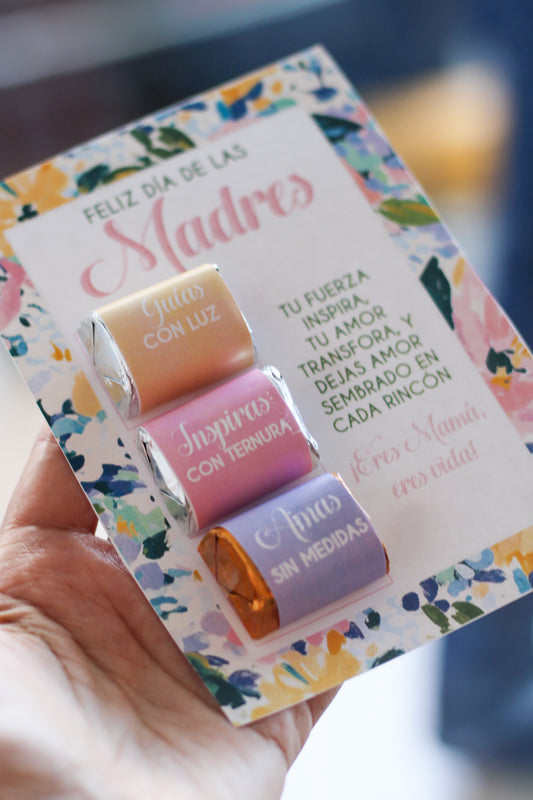 FELIZ DÍA DE LAS
Madres
Guías
CON LUZ
Inspiras
CON TERNURA
Amas
SIN MEDIDAS
TU FUERZA
INSPIRA,
TU AMOR
TRANSFORA, Y
DEJAS AMOR
SEMBRADO EN
CADA RINCÓN
¡Eres Mamá,
eres vida!